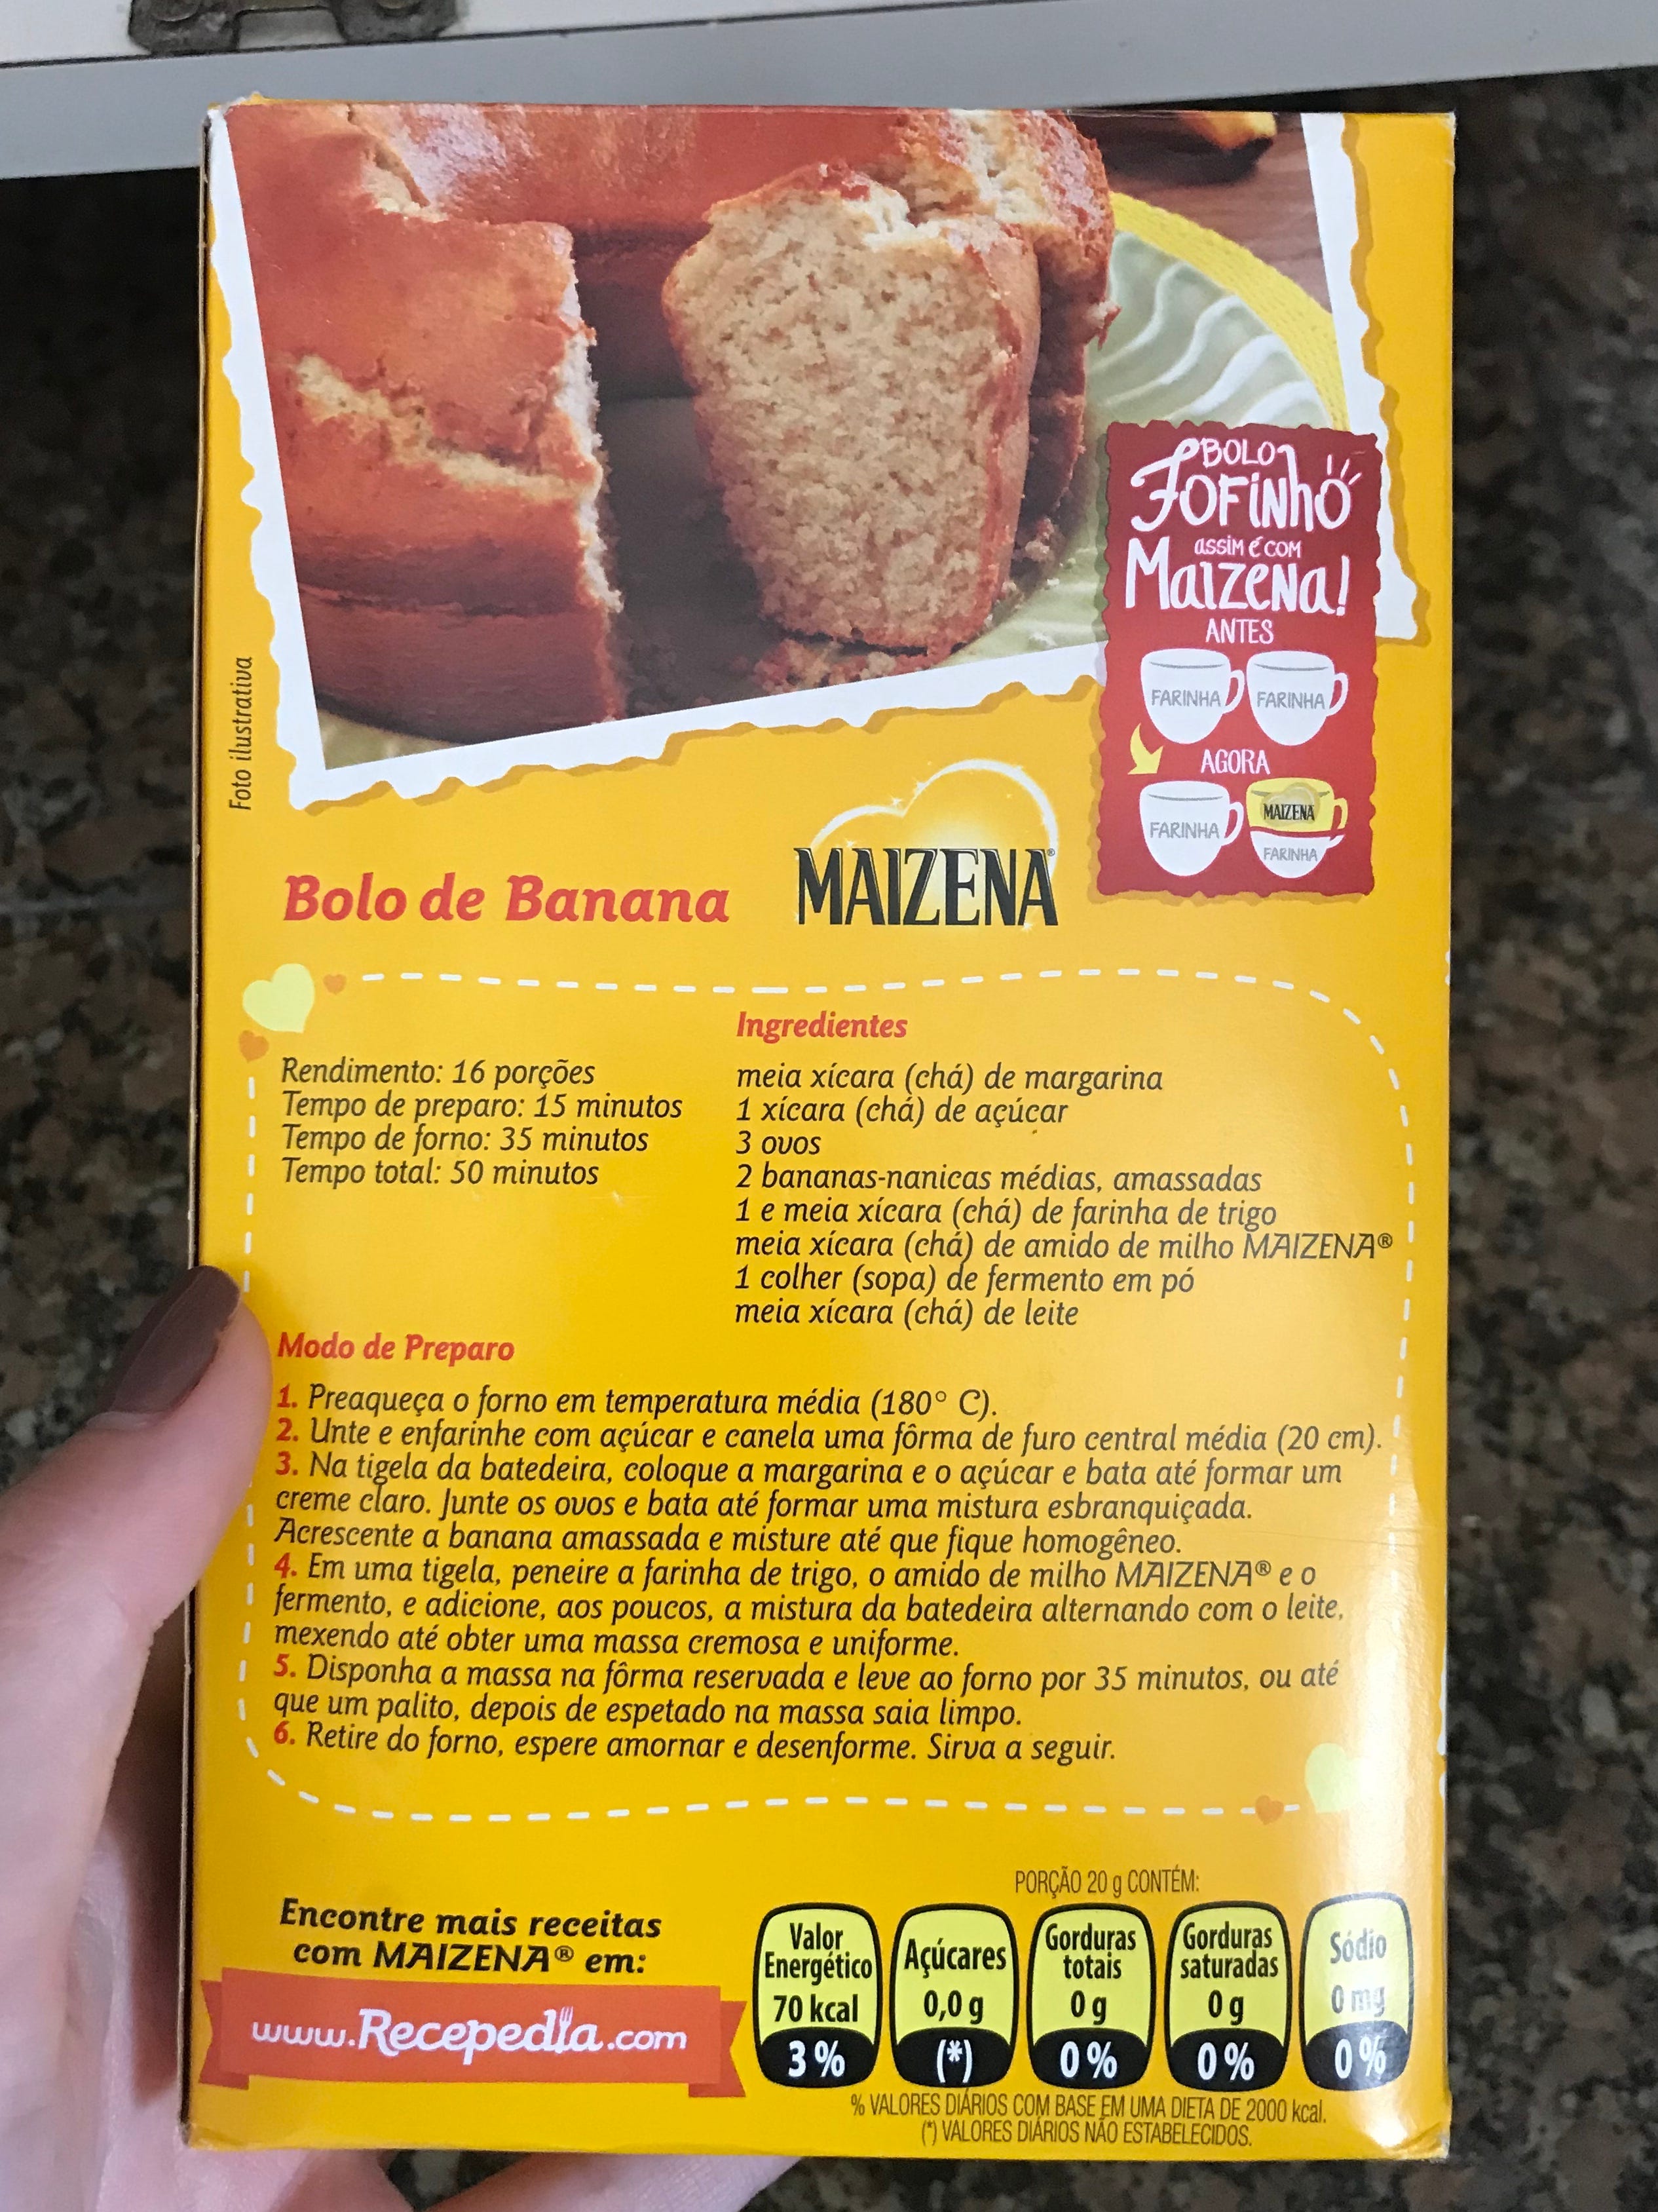 BOLO
FOFINHO
ASSIM É COM
MAIZENA!
ANTES
FARINHA FARINHA
AGORA
FARINHA MAIZENA
FARINHA
Foto ilustrativa
Bolo de Banana
MAIZENA®
Rendimento: 16 porções
Tempo de preparo: 15 minutos
Tempo de forno: 35 minutos
Tempo total: 50 minutos
Ingredientes
meia xícara (chá) de margarina
1 xícara (chá) de açúcar
3 ovos
2 bananas-nanicas médias, amassadas
1 e meia xícara (chá) de farinha de trigo
meia xícara (chá) de amido de milho MAIZENA®
1 colher (sopa) de fermento em pó
meia xícara (chá) de leite
Modo de Preparo
1. Preaqueça o forno em temperatura média (180° C).
2. Unte e enfarinhe com açúcar e canela uma fôrma de furo central média (20 cm).
3. Na tigela da batedeira, coloque a margarina e o açúcar e bata até formar um
creme claro. Junte os ovos e bata até formar uma mistura esbranquiçada.
Acrescente a banana amassada e misture até que fique homogêneo.
4. Em uma tigela, peneire a farinha de trigo, o amido de milho MAIZENA® e o
fermento, e adicione, aos poucos, a mistura da batedeira alternando com o leite,
mexendo até obter uma massa cremosa e uniforme.
5. Disponha a massa na fôrma reservada e leve ao forno por 35 minutos, ou até
que um palito, depois de espetado na massa saia limpo.
6. Retire do forno, espere amornar e desenforme. Sirva a seguir.
Encontre mais receitas
com MAIZENA® em:
www.Recepedia.com
PORÇÃO 20 g CONTÉM:
Valor
Energético
70 kcal
3%
Açúcares
0,0 g
(*)
Gorduras
totais
0 g
0%
Gorduras
saturadas
0 g
0%
Sódio
0 mg
0%
% VALORES DIÁRIOS COM BASE EM UMA DIETA DE 2000 kcal.
(*) VALORES DIÁRIOS NÃO ESTABELECIDOS.